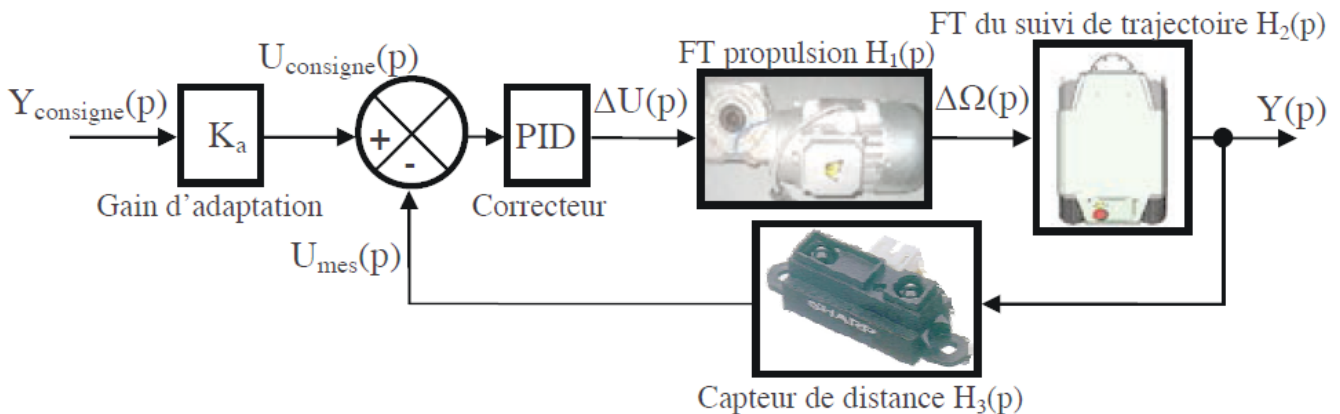 FT du suivi de trajectoire H₂(p)
U_consigne(p)
FT propulsion H₁(p)
Y_consigne(p)
K_a
+
-
PID
ΔU(p)
ΔΩ(p)
Y(p)
Gain d'adaptation
Correcteur
U_mes(p)
SHARP
Capteur de distance H₃(p)